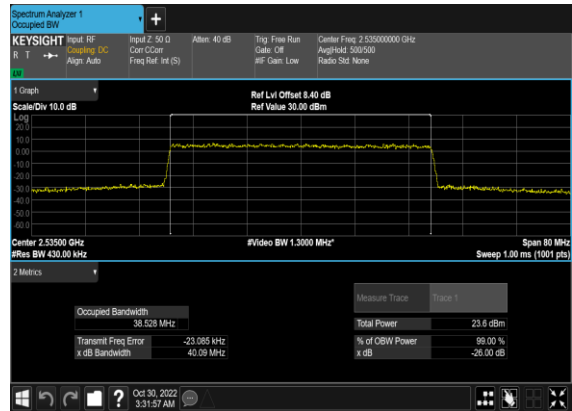 Spectrum Analyzer 1
Occupied BW
+
KEYSIGHT Input: RF Input Z: 50 Ω Atten: 40 dB Trig: Free Run Center Freq: 2.535000000 GHz
R T Coupling: DC Corr CCorr Gate: Off Avg|Hold: 500/500
Align: Auto Freq Ref: Int (S) #IF Gain: Low Radio Std: None
1 Graph
Ref Lvl Offset 8.40 dB
Scale/Div 10.0 dB Ref Value 30.00 dBm
Log
20.0
10.0
0.00
-10.0
-20.0
-30.0
-40.0
-50.0
-60.0
Center 2.53500 GHz #Video BW 1.3000 MHz* Span 80 MHz
#Res BW 430.00 kHz Sweep 1.00 ms (1001 pts)
2 Metrics
Measure Trace Trace 1
Occupied Bandwidth
38.528 MHz Total Power 23.6 dBm
Transmit Freq Error -23.085 kHz % of OBW Power 99.00 %
x dB Bandwidth 40.09 MHz x dB -26.00 dB
? Oct 30, 2022
3:31:57 AM